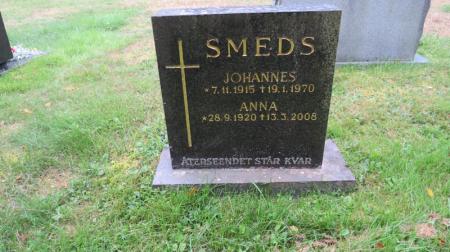 SMEDS
JOHANNES
*7.11.1915 †19.1.1970
ANNA
*28.9.1920 †13.3.2008
ÅTERSEENDET STÅR KVAR